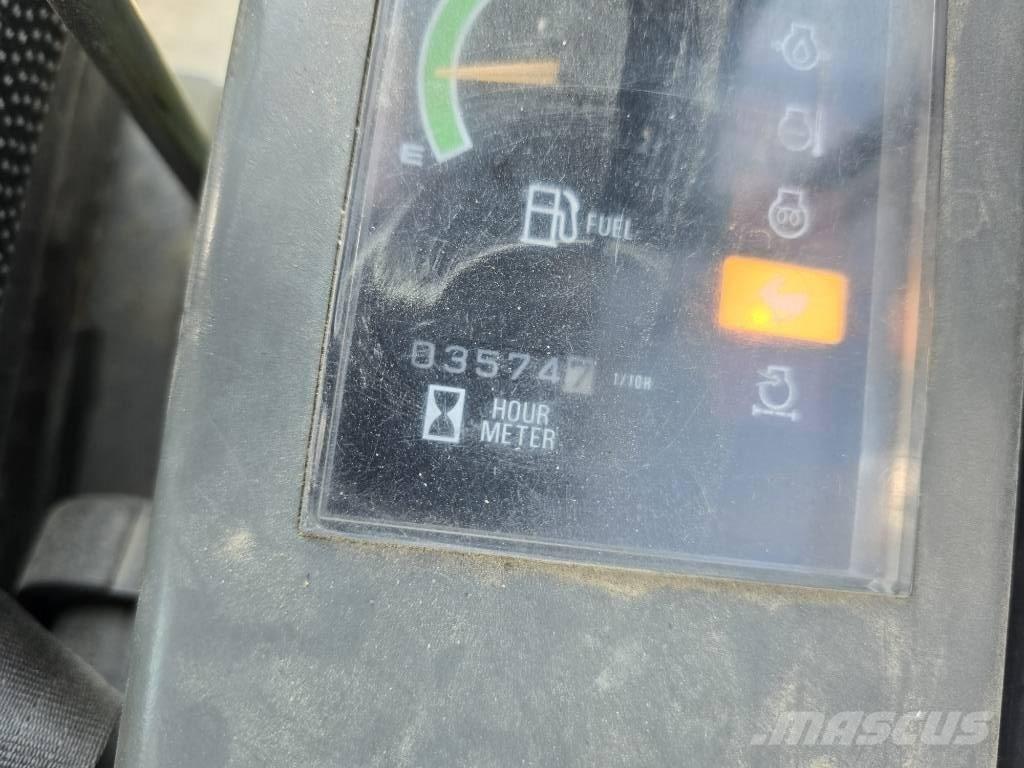 E
FUEL
035747 1/10H
HOUR
METER
MASCUS